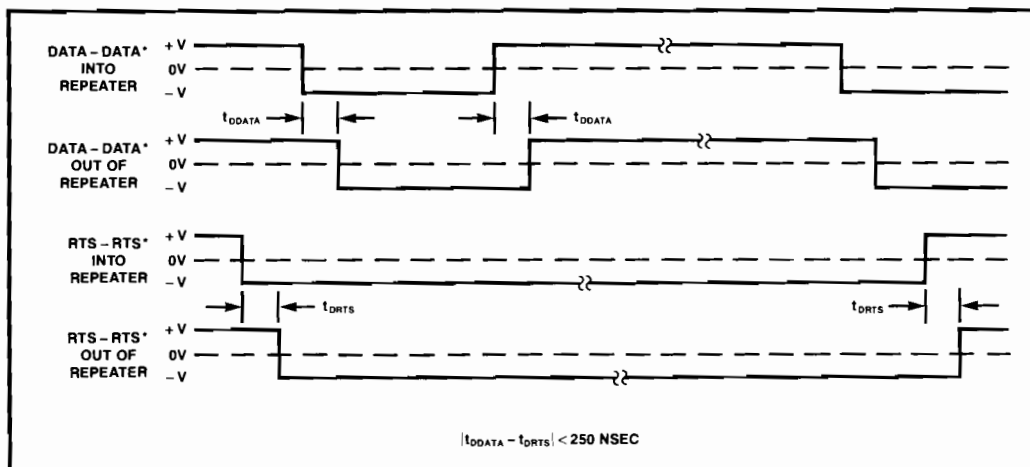 DATA – DATA*
INTO
REPEATER
+ V
0V
– V
tDDATA
tDDATA
DATA – DATA*
OUT OF
REPEATER
+ V
0V
– V
RTS – RTS*
INTO
REPEATER
+ V
0V
– V
tDRTS
tDRTS
RTS – RTS*
OUT OF
REPEATER
+ V
0V
– V
|tDDATA – tDRTS| < 250 NSEC